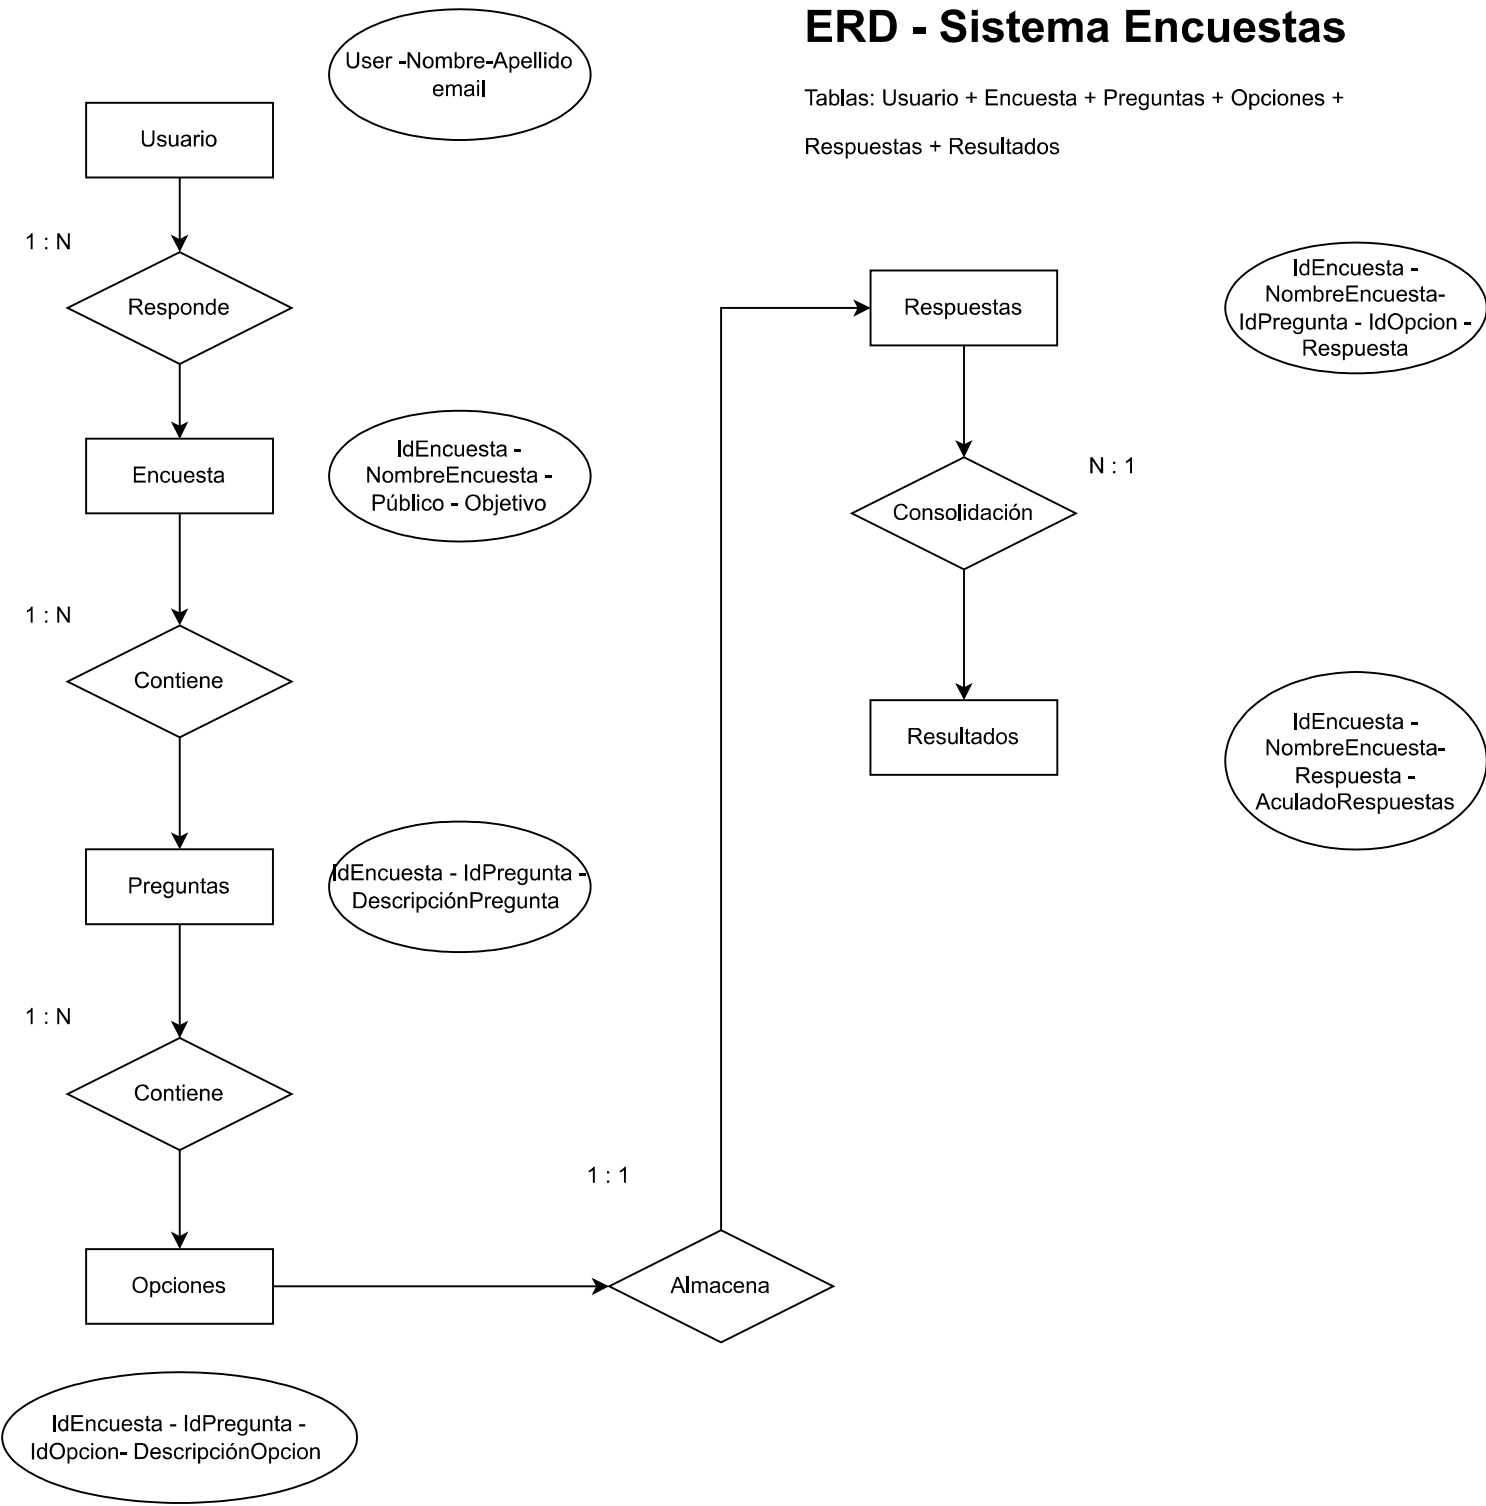 ERD - Sistema Encuestas
Tablas: Usuario + Encuesta + Preguntas + Opciones +
Respuestas + Resultados
User -Nombre-Apellido
email
Usuario
1 : N
Responde
Encuesta
IdEncuesta -
NombreEncuesta -
Público - Objetivo
1 : N
Contiene
Preguntas
IdEncuesta - IdPregunta -
DescripciónPregunta
1 : N
Contiene
Opciones
IdEncuesta - IdPregunta -
IdOpcion- DescripciónOpcion
1 : 1
Almacena
Respuestas
IdEncuesta -
NombreEncuesta-
IdPregunta - IdOpcion -
Respuesta
N : 1
Consolidación
Resultados
IdEncuesta -
NombreEncuesta-
Respuesta -
AculadoRespuestas